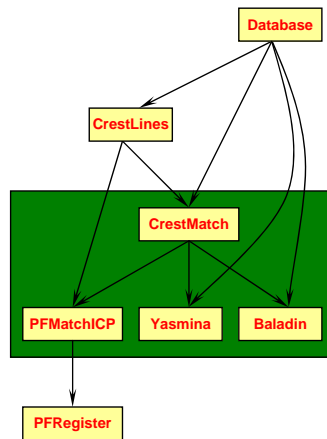 Database
CrestLines
CrestMatch
PFMatchICP
Yasmina
Baladin
PFRegister